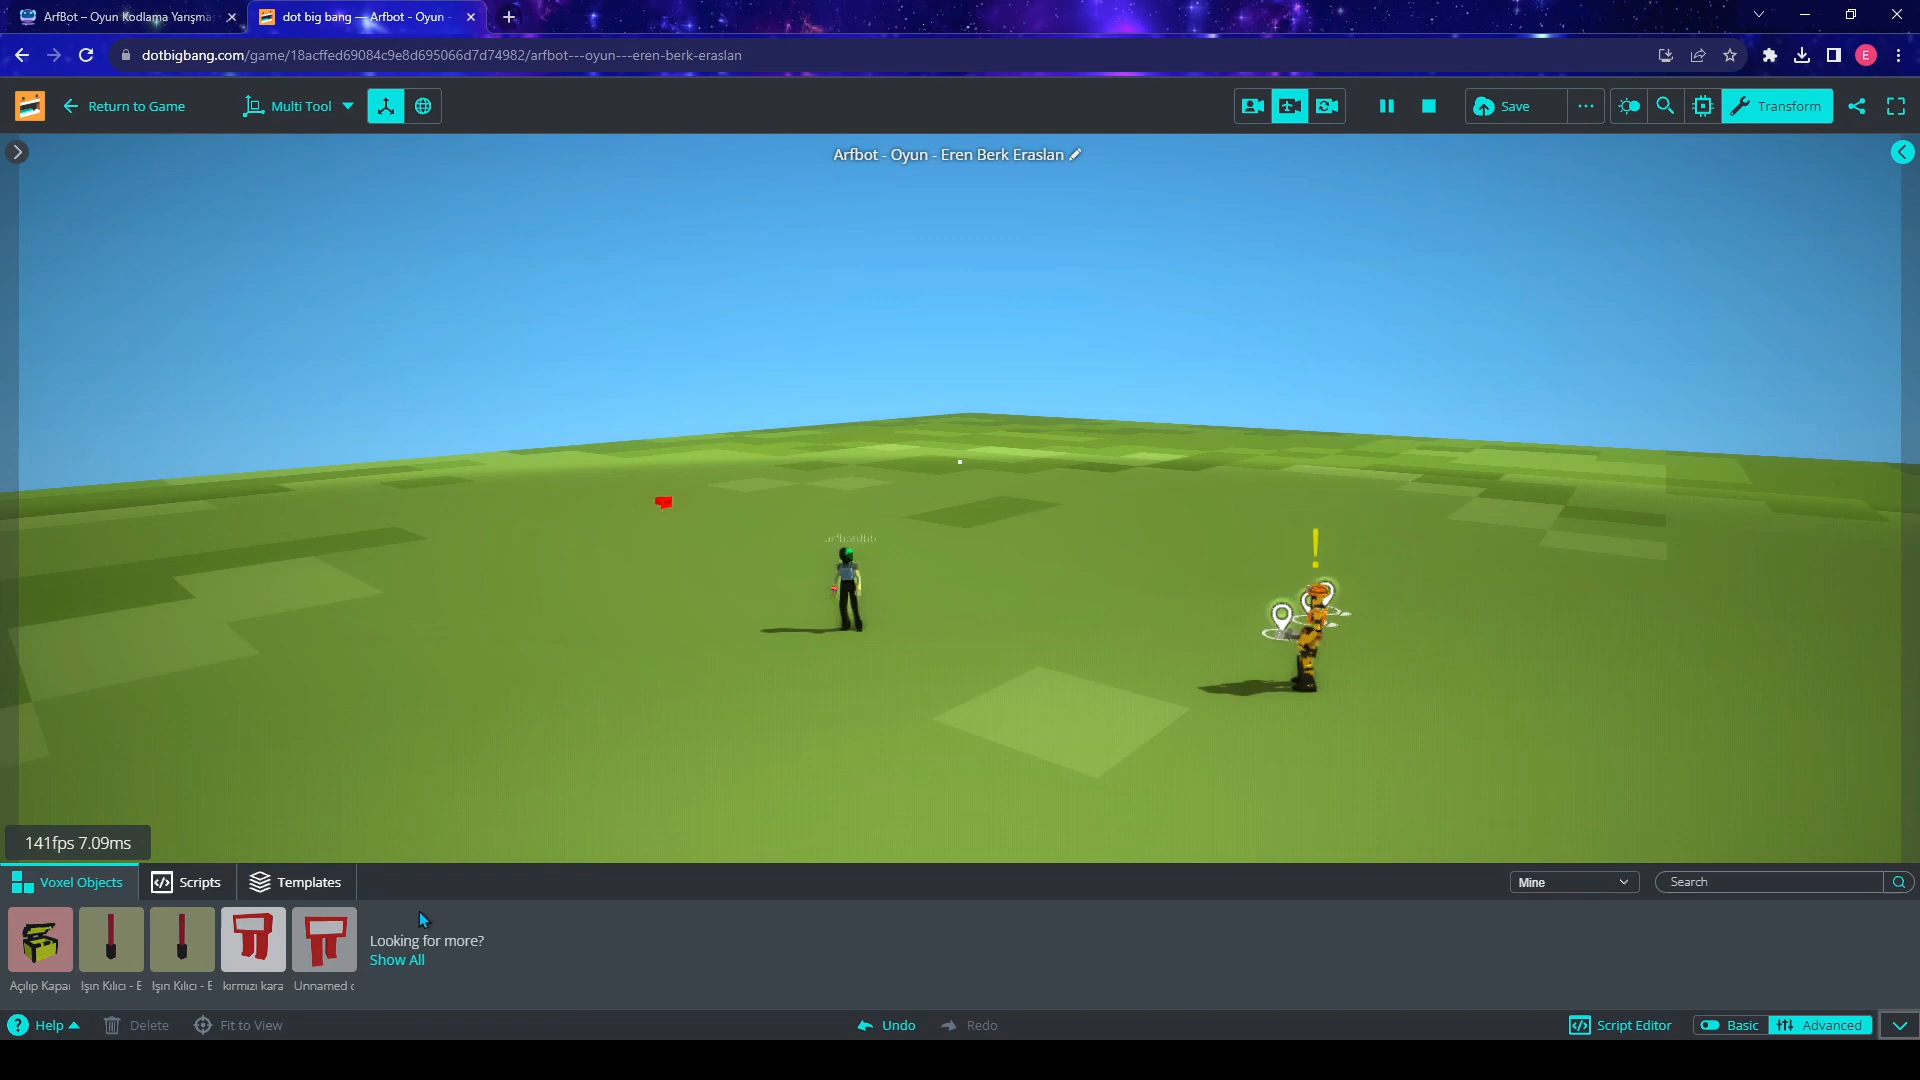 ArfBot – Oyun Kodlama Yarışma
dot big bang — Arfbot - Oyun -
dotbigbang.com/game/18acffed69084c9e8d695066d7d74982/arfbot---oyun---eren-berk-eraslan
E
Return to Game
Multi Tool
Save
Transform
Arfbot - Oyun - Eren Berk Eraslan
141fps 7.09ms
Voxel Objects
Scripts
Templates
Mine
Search
Looking for more?
Show All
Açılıp Kapaı
Işın Kılıcı - E
Işın Kılıcı - E
kırmızı kara
Unnamed c
? Help
Delete
Fit to View
Undo
Redo
Script Editor
Basic
Advanced